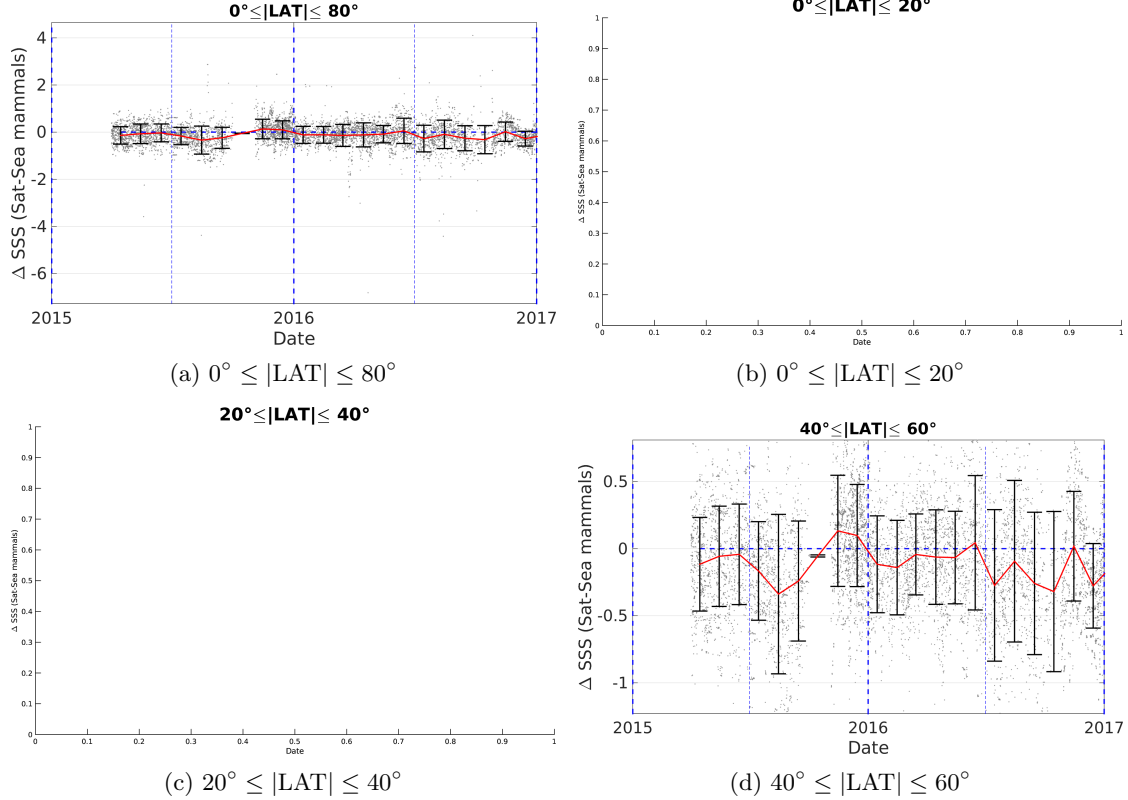 0°≤|LAT|≤ 80°
Δ SSS (Sat-Sea mammals)
4
2
0
-2
-4
-6
2015
2016
2017
Date
(a) 0° ≤ |LAT| ≤ 80°
0°≤|LAT|≤ 20°
Δ SSS (Sat-Sea mammals)
1
0.9
0.8
0.7
0.6
0.5
0.4
0.3
0.2
0.1
0
0 0.1 0.2 0.3 0.4 0.5 0.6 0.7 0.8 0.9 1
Date
(b) 0° ≤ |LAT| ≤ 20°
20°≤|LAT|≤ 40°
Δ SSS (Sat-Sea mammals)
1
0.9
0.8
0.7
0.6
0.5
0.4
0.3
0.2
0.1
0
0 0.1 0.2 0.3 0.4 0.5 0.6 0.7 0.8 0.9 1
Date
(c) 20° ≤ |LAT| ≤ 40°
40°≤|LAT|≤ 60°
Δ SSS (Sat-Sea mammals)
0.5
0
-0.5
-1
2015 2016 2017
Date
(d) 40° ≤ |LAT| ≤ 60°